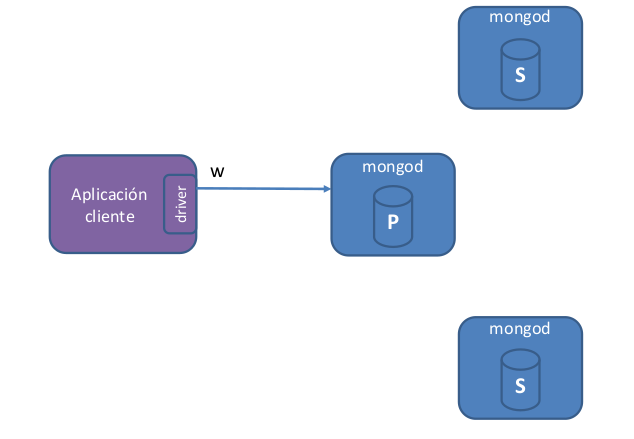 mongod
S
w
mongod
Aplicación
cliente
driver
P
mongod
S